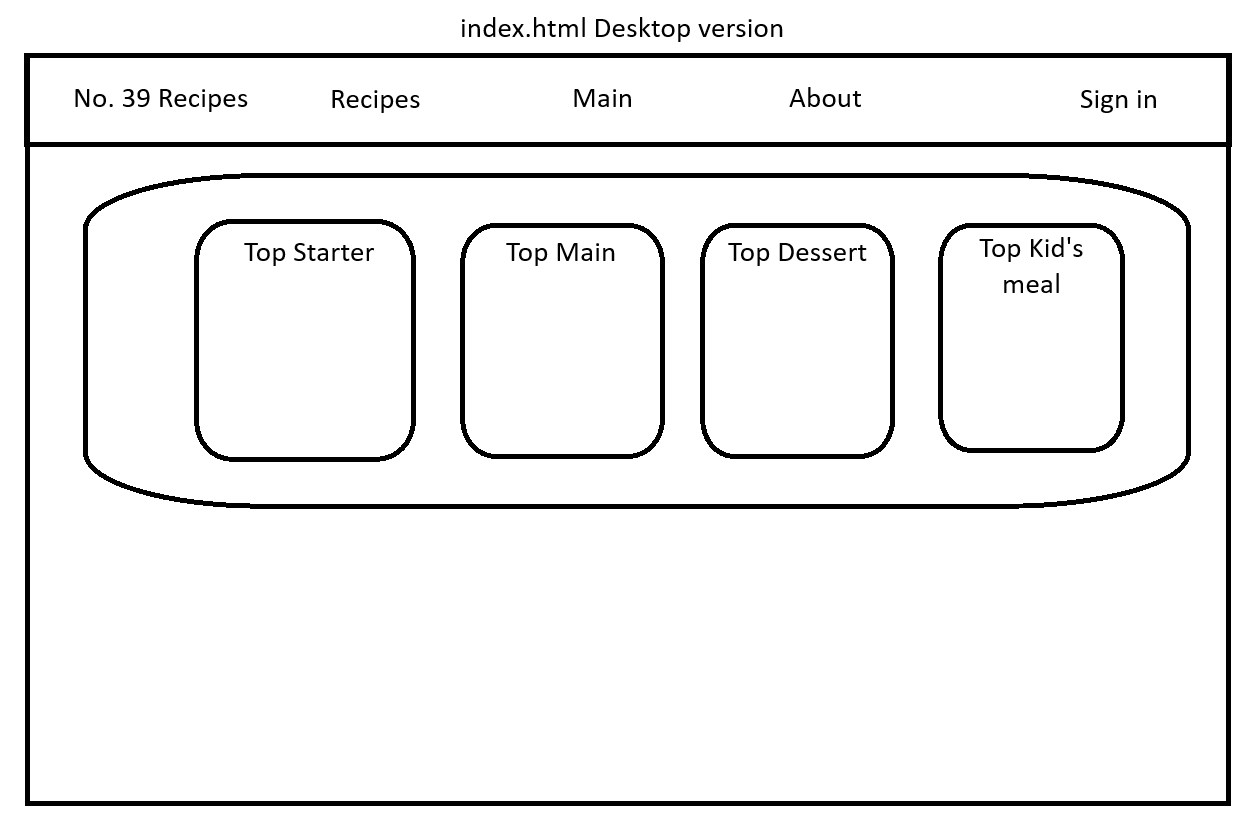 index.html Desktop version
No. 39 Recipes Recipes Main About Sign in
Top Starter
Top Main
Top Dessert
Top Kid's
meal